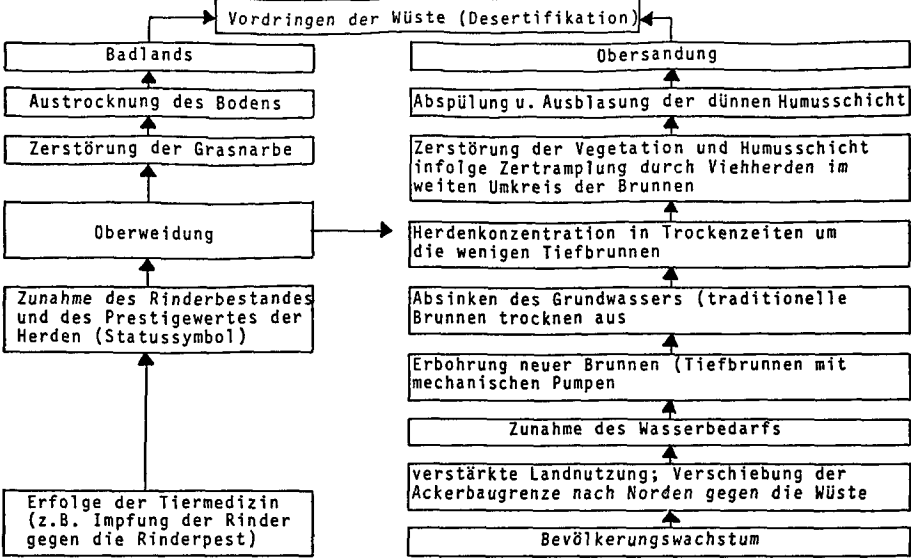 Vordringen der Wüste (Desertifikation)
Badlands
Austrocknung des Bodens
Zerstörung der Grasnarbe
Oberweidung
Zunahme des Rinderbestandes
und des Prestigewertes der
Herden (Statussymbol)
Erfolge der Tiermedizin
(z.B. Impfung der Rinder
gegen die Rinderpest)
Obersandung
Abspülung u. Ausblasung der dünnen Humusschicht
Zerstörung der Vegetation und Humusschicht
infolge Zertramplung durch Viehherden im
weiten Umkreis der Brunnen
Herdenkonzentration in Trockenzeiten um
die wenigen Tiefbrunnen
Absinken des Grundwassers (traditionelle
Brunnen trocknen aus
Erbohrung neuer Brunnen (Tiefbrunnen mit
mechanischen Pumpen
Zunahme des Wasserbedarfs
verstärkte Landnutzung; Verschiebung der
Ackerbaugrenze nach Norden gegen die Wüste
Bevölkerungswachstum